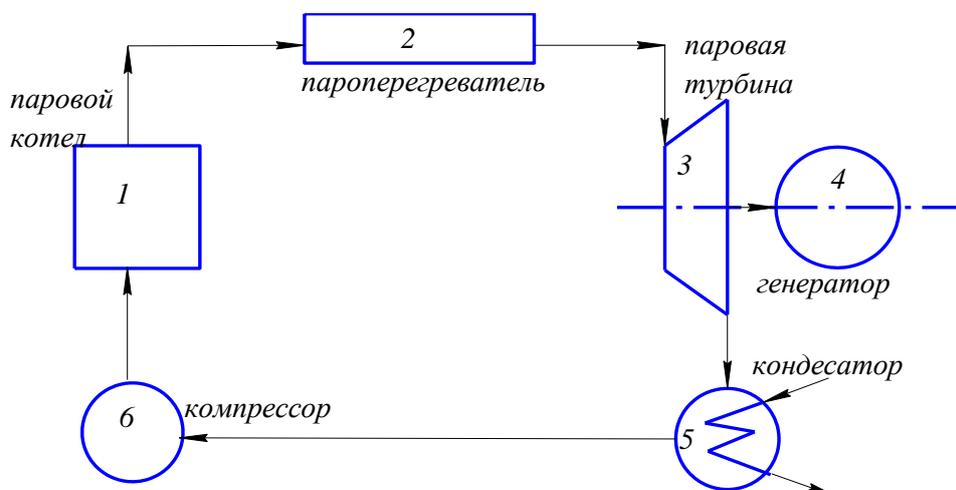 2
пароперегреватель
паровая
турбина
паровой
котел
1
3
4
генератор
кондесатор
6
компрессор
5